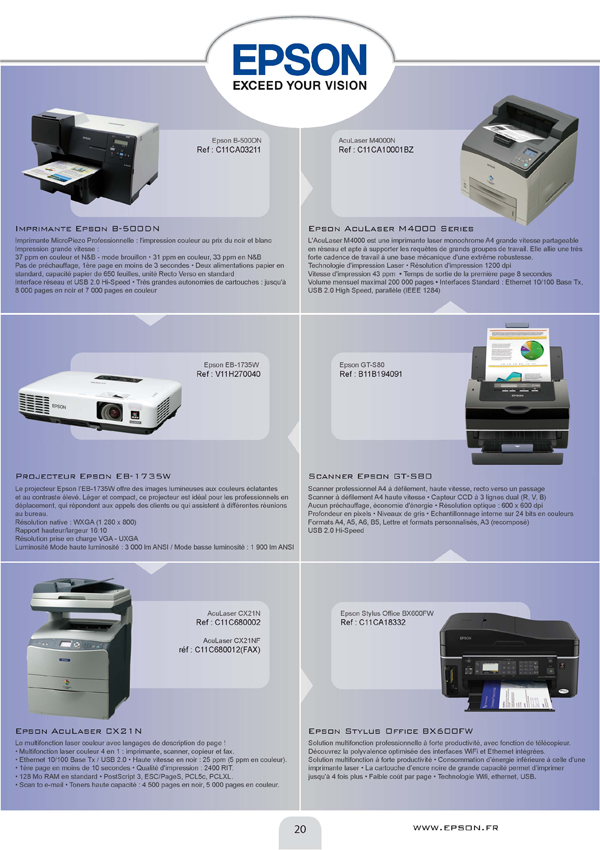 EPSON
EXCEED YOUR VISION
Epson B-500DN
Ref : C11CA03211
IMPRIMANTE EPSON B-500DN
Imprimante MicroPiezo Professionnelle : l'impression couleur au prix du noir et blanc
Impression grande vitesse :
37 ppm en couleur et N&B - mode brouillon • 31 ppm en couleur, 33 ppm en N&B
Pas de préchauffage, 1ère page en moins de 3 secondes • Deux alimentations papier en
standard, capacité papier de 650 feuilles, unité Recto Verso en standard
Interface réseau et USB 2.0 Hi-Speed • Très grandes autonomies de cartouches : jusqu'à
8 000 pages en noir et 7 000 pages en couleur
AcuLaser M4000N
Ref : C11CA10001BZ
EPSON ACULASER M4000 SERIES
L'AcuLaser M4000 est une imprimante laser monochrome A4 grande vitesse partageable
en réseau et apte à supporter les requêtes de grands groupes de travail. Elle allie une très
forte cadence de travail à une base mécanique d'une extrême robustesse.
Technologie d'impression Laser • Résolution d'impression 1200 dpi
Vitesse d'impression 43 ppm • Temps de sortie de la première page 8 secondes
Volume mensuel maximal 200 000 pages • Interfaces Standard : Ethernet 10/100 Base Tx,
USB 2.0 High Speed, parallèle (IEEE 1284)
Epson EB-1735W
Ref : V11H270040
EPSON
PROJECTEUR EPSON EB-1735W
Le projecteur Epson l'EB-1735W offre des images lumineuses aux couleurs éclatantes
et au contraste élevé. Léger et compact, ce projecteur est idéal pour les professionnels en
déplacement, qui répondent aux appels des clients ou qui assistent à différentes réunions
au bureau.
Résolution native : WXGA (1 280 x 800)
Rapport hauteur/largeur 16:10
Résolution prise en charge VGA - UXGA
Luminosité Mode haute luminosité : 3 000 lm ANSI / Mode basse luminosité : 1 900 lm ANSI
Epson GT-S80
Ref : B11B194091
EPSON
SCANNER EPSON GT-S80
Scanner professionnel A4 à défilement, haute vitesse, recto verso un passage
Scanner à défilement A4 haute vitesse • Capteur CCD à 3 lignes dual (R, V, B)
Aucun préchauffage, économie d'énergie • Résolution optique : 600 x 600 dpi
Profondeur en pixels • Niveaux de gris • Echantillonnage interne sur 24 bits en couleurs
Formats A4, A5, A6, B5, Lettre et formats personnalisés, A3 (recomposé)
USB 2.0 Hi-Speed
AcuLaser CX21N
Ref : C11C680002
AcuLaser CX21NF
réf : C11C680012(FAX)
EPSON ACULASER CX21N
Le multifonction laser couleur avec langages de description de page !
• Multifonction laser couleur 4 en 1 : imprimante, scanner, copieur et fax.
• Ethernet 10/100 Base Tx / USB 2.0 • Haute vitesse en noir : 25 ppm (5 ppm en couleur).
• 1ère page en moins de 10 secondes • Qualité d'impression : 2400 RIT.
• 128 Mo RAM en standard • PostScript 3, ESC/PageS, PCL5c, PCLXL.
• Scan to e-mail • Toners haute capacité : 4 500 pages en noir, 5 000 pages en couleur.
Epson Stylus Office BX600FW
Ref : C11CA18332
EPSON
EPSON STYLUS OFFICE BX600FW
Solution multifonction professionnelle à forte productivité, avec fonction de télécopieur.
Découvrez la polyvalence optimisée des interfaces WiFi et Ethernet intégrées.
Solution multifonction à forte productivité • Consommation d'énergie inférieure à celle d'une
imprimante laser • La cartouche d'encre noire de grande capacité permet d'imprimer
jusqu'à 4 fois plus • Faible coût par page • Technologie Wifi, ethernet, USB.
20
WWW.EPSON.FR